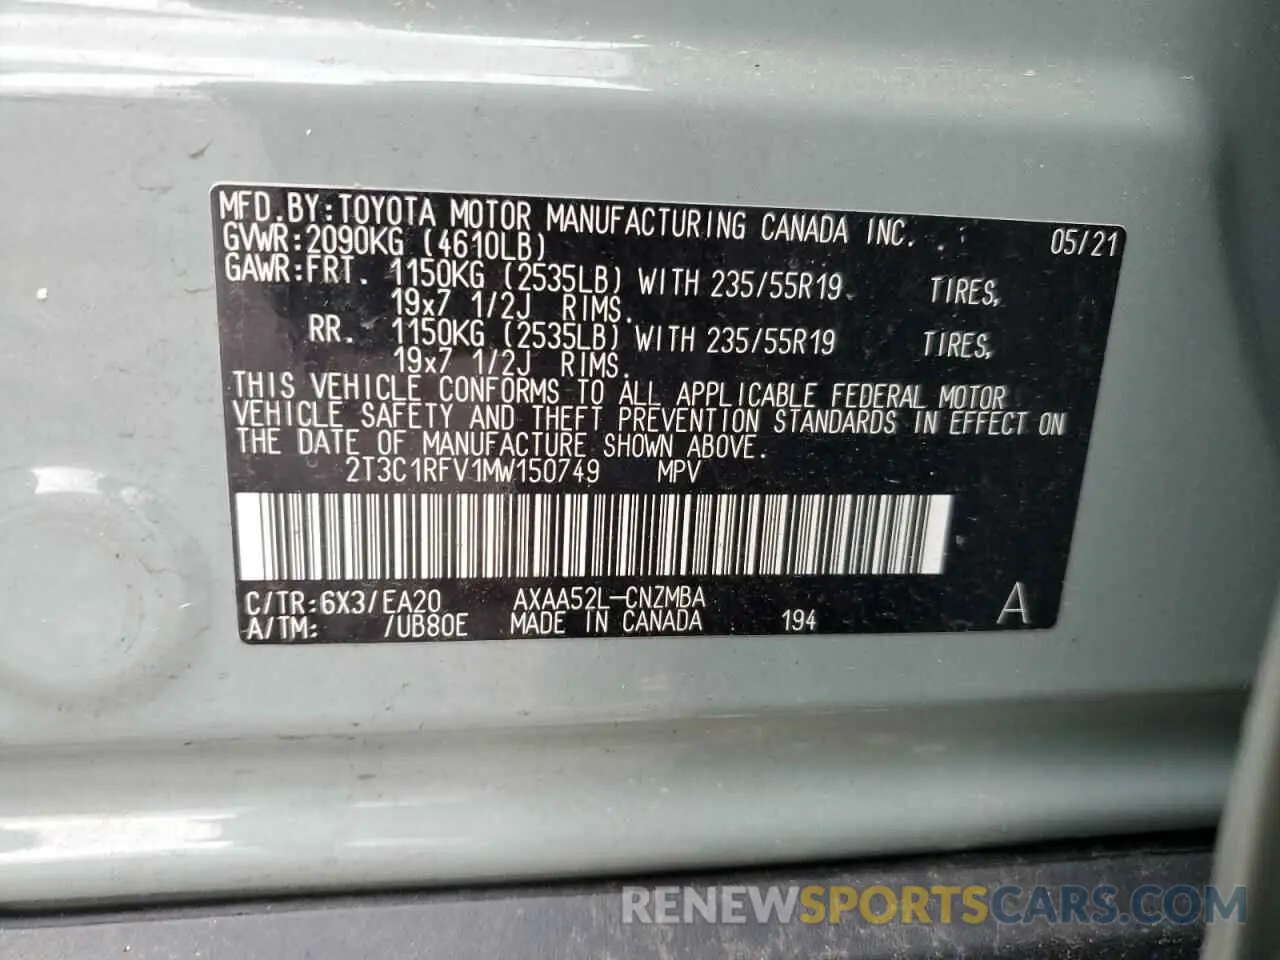 MFD.BY:TOYOTA MOTOR MANUFACTURING CANADA INC. 05/21
GVWR:2090KG (4610LB)
GAWR:FRT. 1150KG (2535LB) WITH 235/55R19 TIRES,
19x7 1/2J RIMS.
RR. 1150KG (2535LB) WITH 235/55R19 TIRES,
19x7 1/2J RIMS.
THIS VEHICLE CONFORMS TO ALL APPLICABLE FEDERAL MOTOR
VEHICLE SAFETY AND THEFT PREVENTION STANDARDS IN EFFECT ON
THE DATE OF MANUFACTURE SHOWN ABOVE.
2T3C1RFV1MW150749 MPV
C/TR:6X3/EA20 AXAA52L-CNZMBA A
A/TM: /UB80E MADE IN CANADA 194
RENEWSPORTSCARS.COM